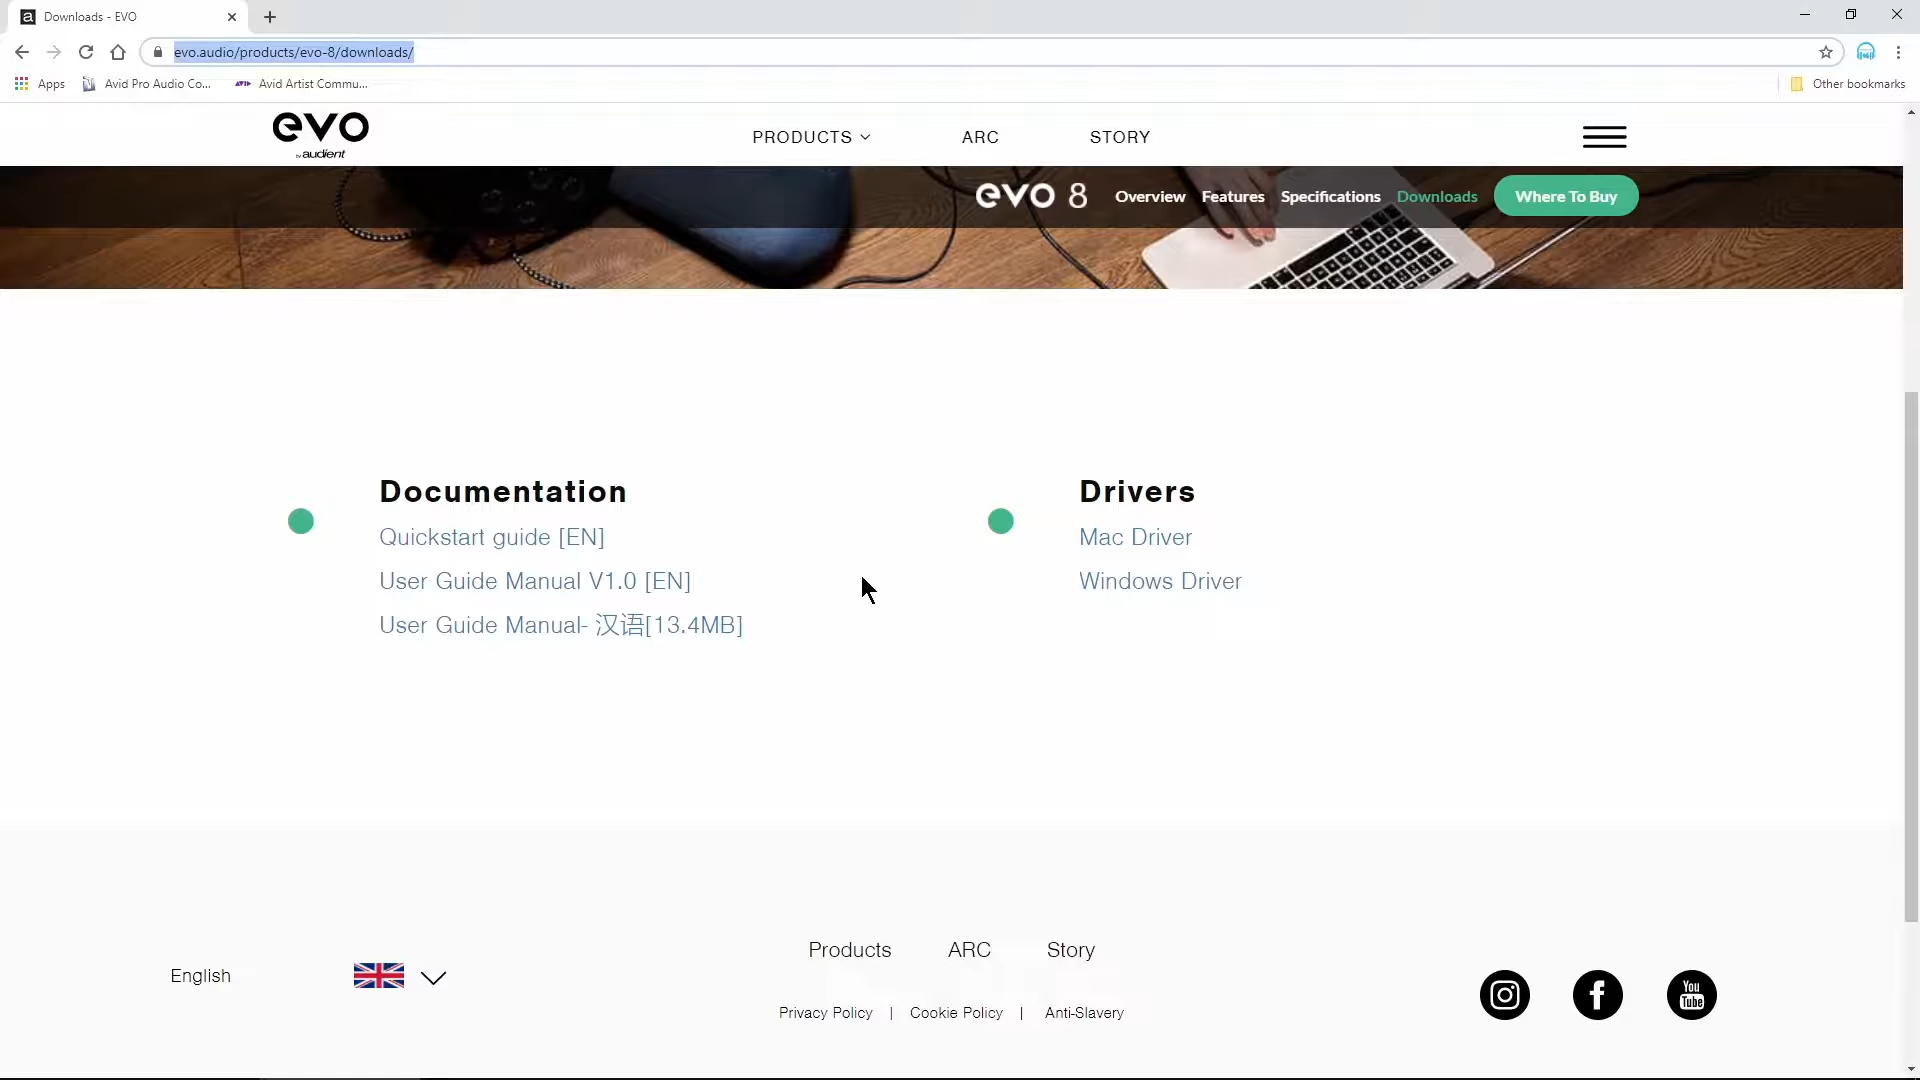 Downloads - EVO
evo.audio/products/evo-8/downloads/
Apps Avid Pro Audio Co... Avid Artist Commu... Other bookmarks
evo
by audient
PRODUCTS ARC STORY
evo 8 Overview Features Specifications Downloads Where To Buy
Documentation
Quickstart guide [EN]
User Guide Manual V1.0 [EN]
User Guide Manual- 汉语[13.4MB]
Drivers
Mac Driver
Windows Driver
English
Products ARC Story
Privacy Policy | Cookie Policy | Anti-Slavery
You
Tube